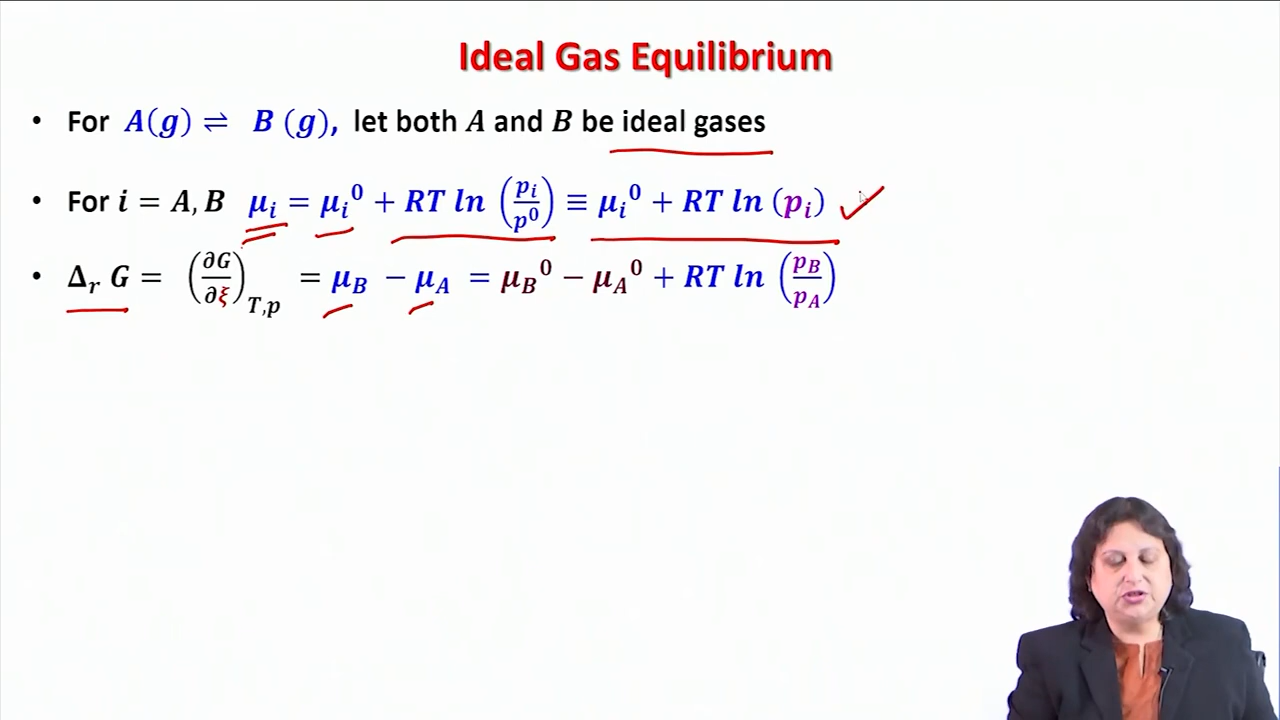 Ideal Gas Equilibrium
• For A(g) ⇌ B (g), let both A and B be ideal gases
• For i = A, B μᵢ = μᵢ⁰ + RT ln (pᵢ/p⁰) ≡ μᵢ⁰ + RT ln (pᵢ)
• Δᵣ G = (∂G/∂ξ)T,p = μB − μA = μB⁰ − μA⁰ + RT ln (pB/pA)